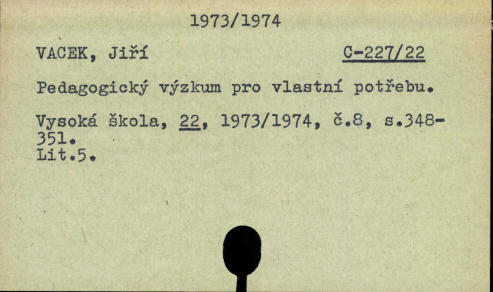 1973/1974
VACEK, Jiří C-227/22
Pedagogický výzkum pro vlastní potřebu.
Vysoká škola, 22, 1973/1974, č.8, s.348-
351.
Lit.5.